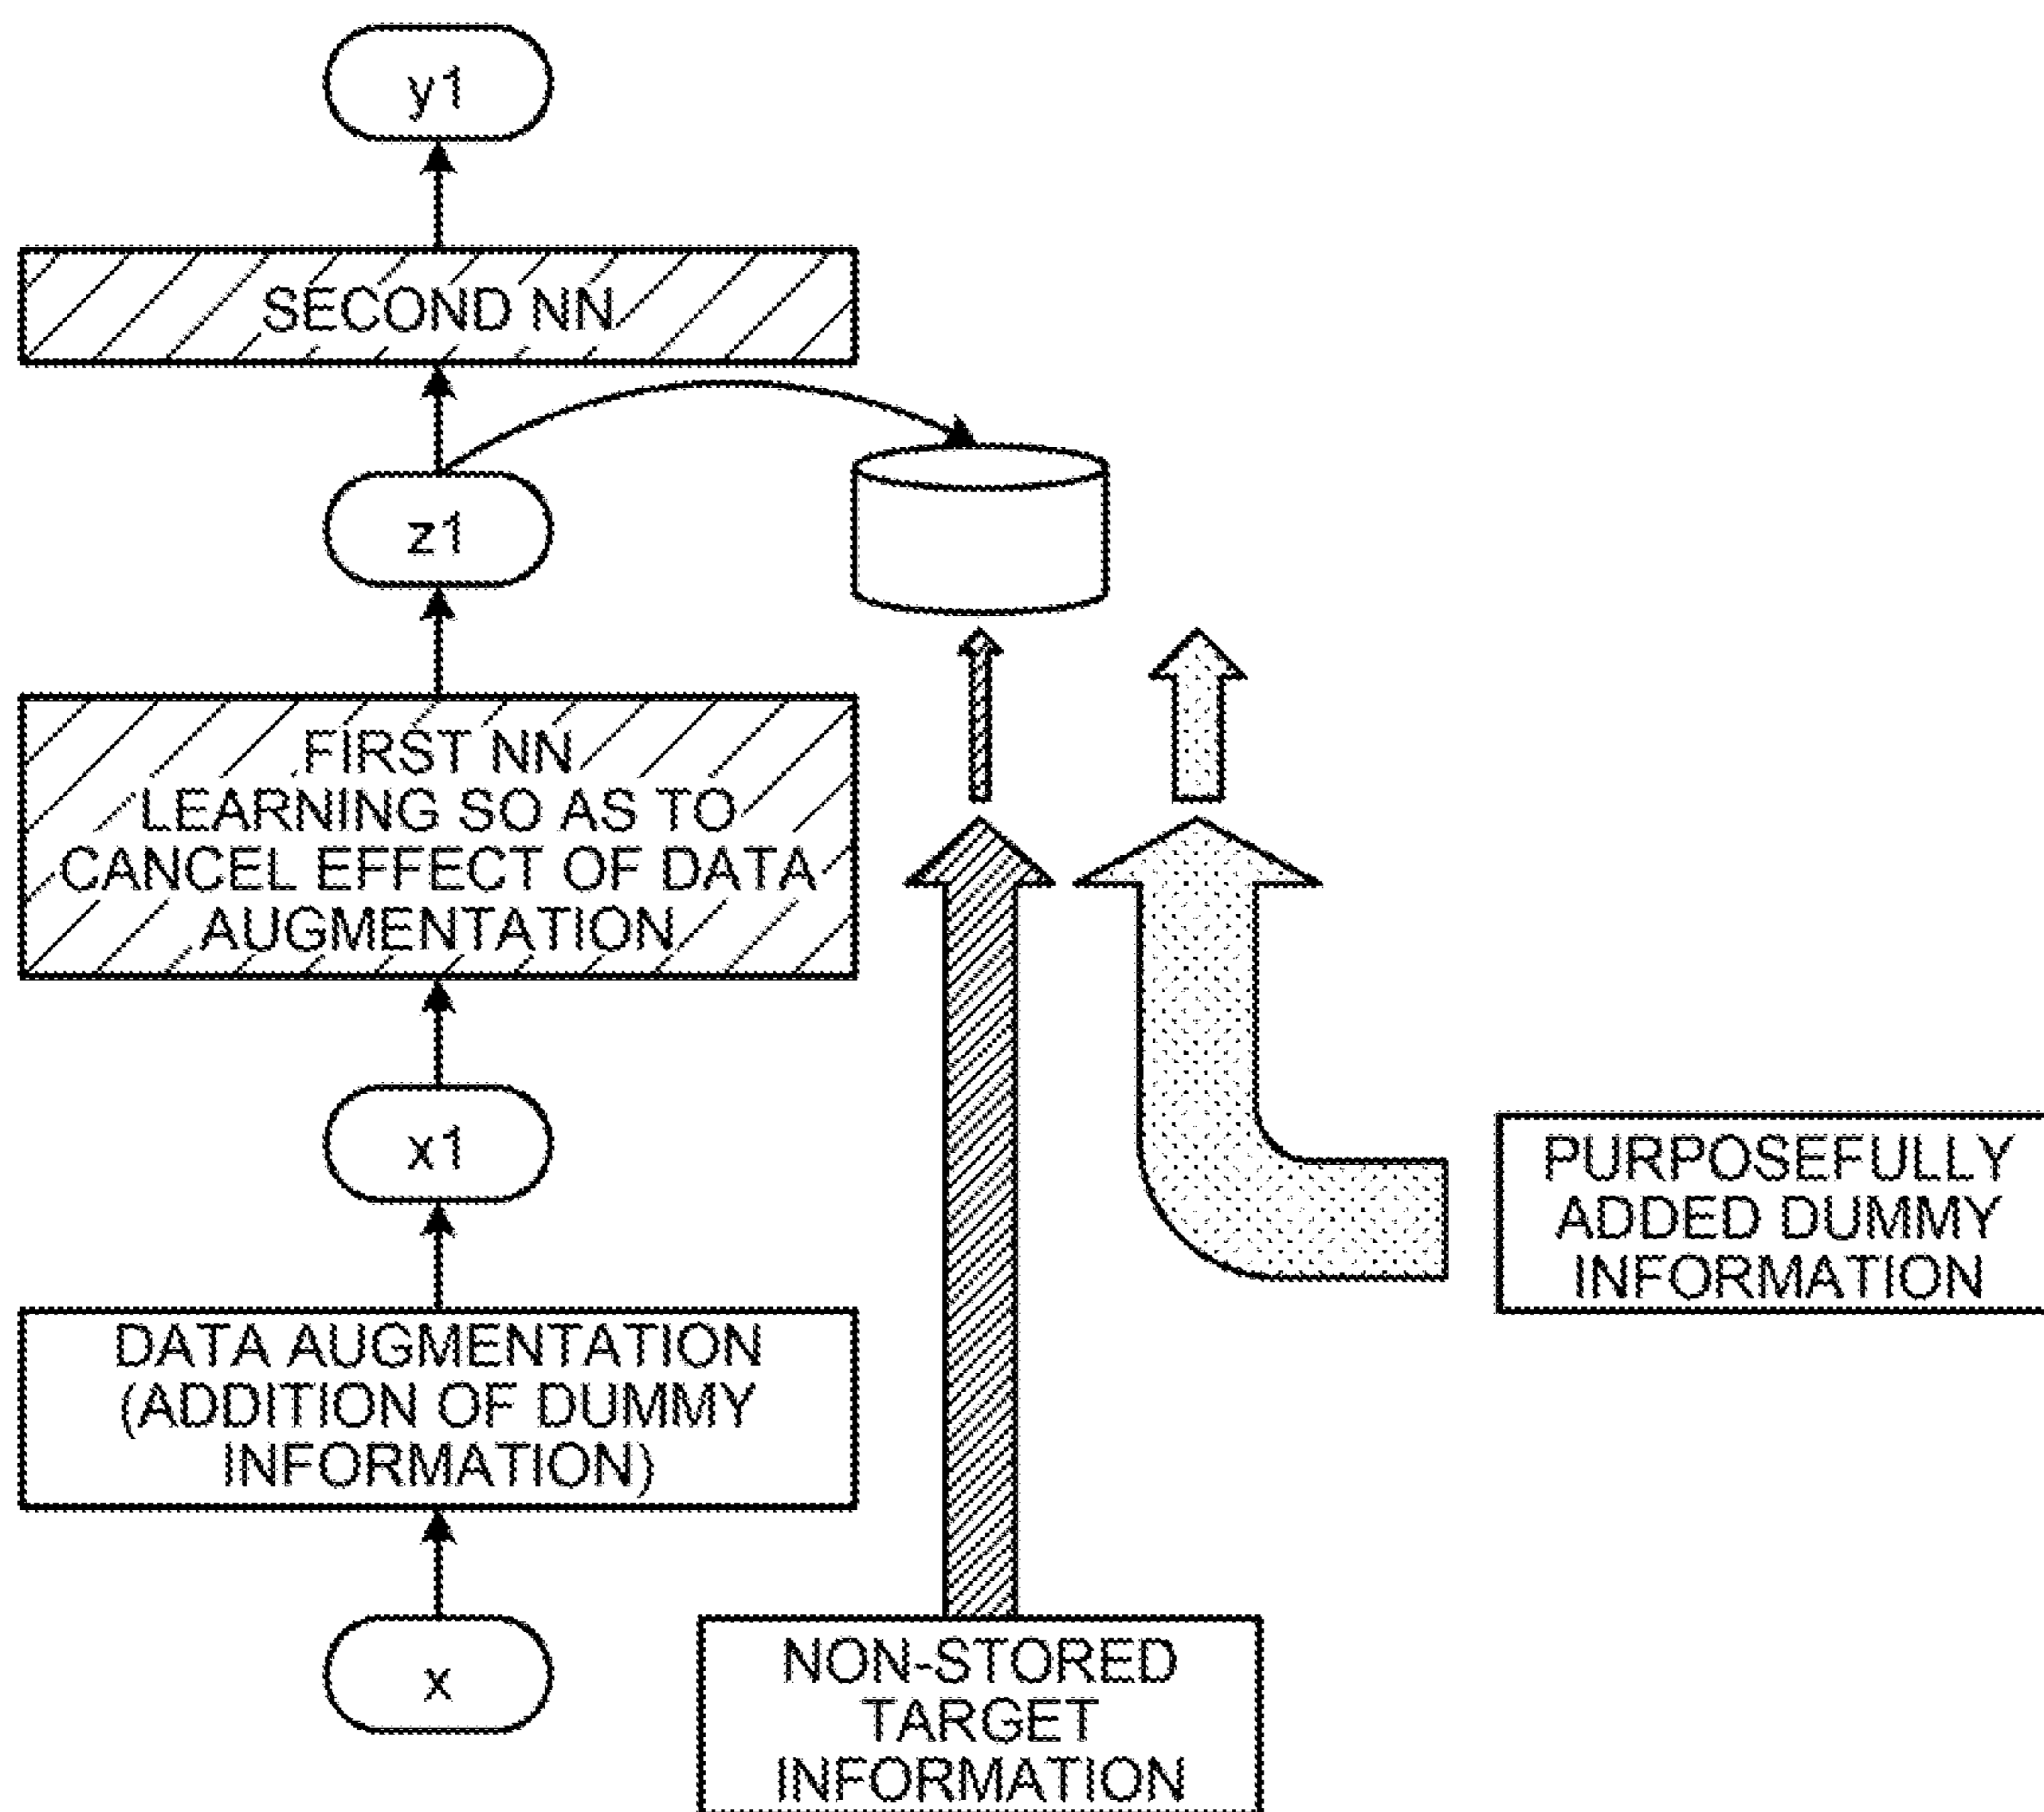 y1
SECOND NN
z1
FIRST NN
LEARNING SO AS TO
CANCEL EFFECT OF DATA
AUGMENTATION
x1
PURPOSEFULLY
ADDED DUMMY
INFORMATION
DATA AUGMENTATION
(ADDITION OF DUMMY
INFORMATION)
x
NON-STORED
TARGET
INFORMATION